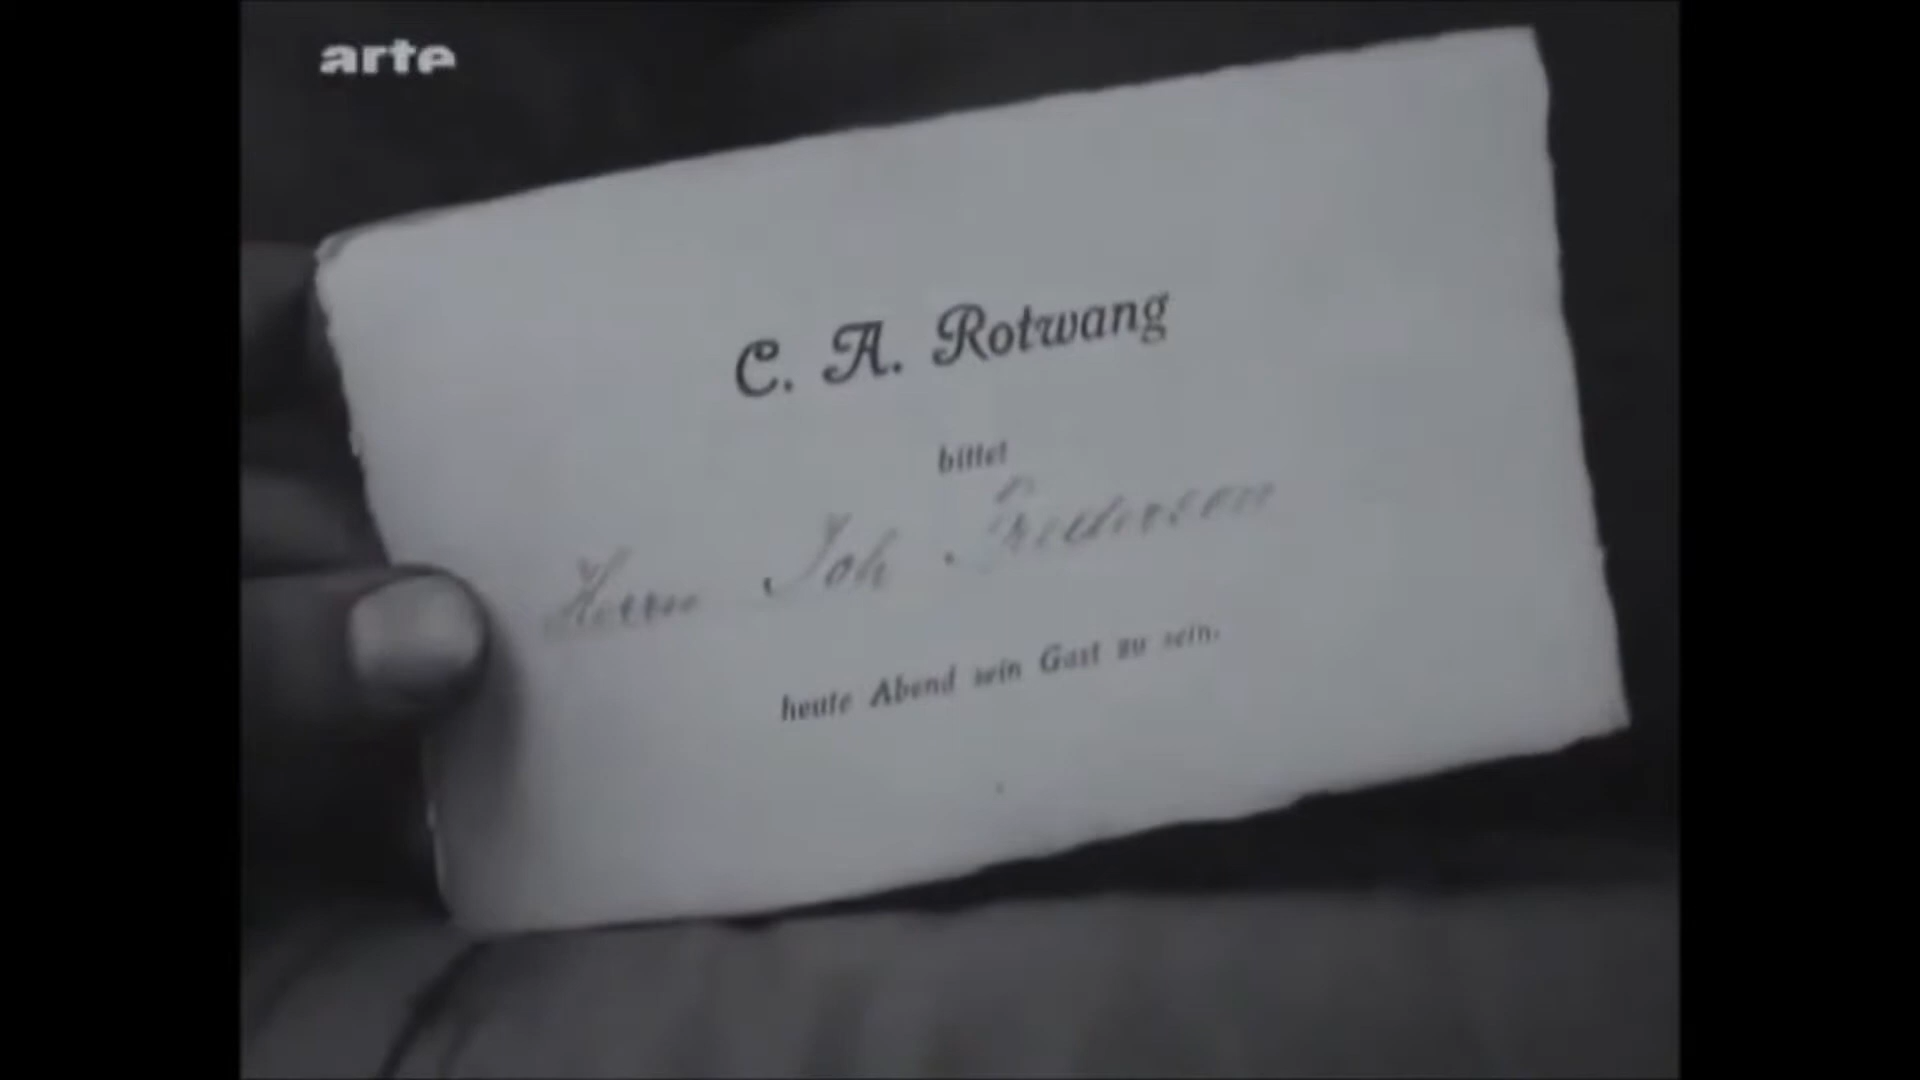 arte
C. A. Rotwang
bittet
Herrn Joh Fredersen
heute Abend sein Gast zu sein.